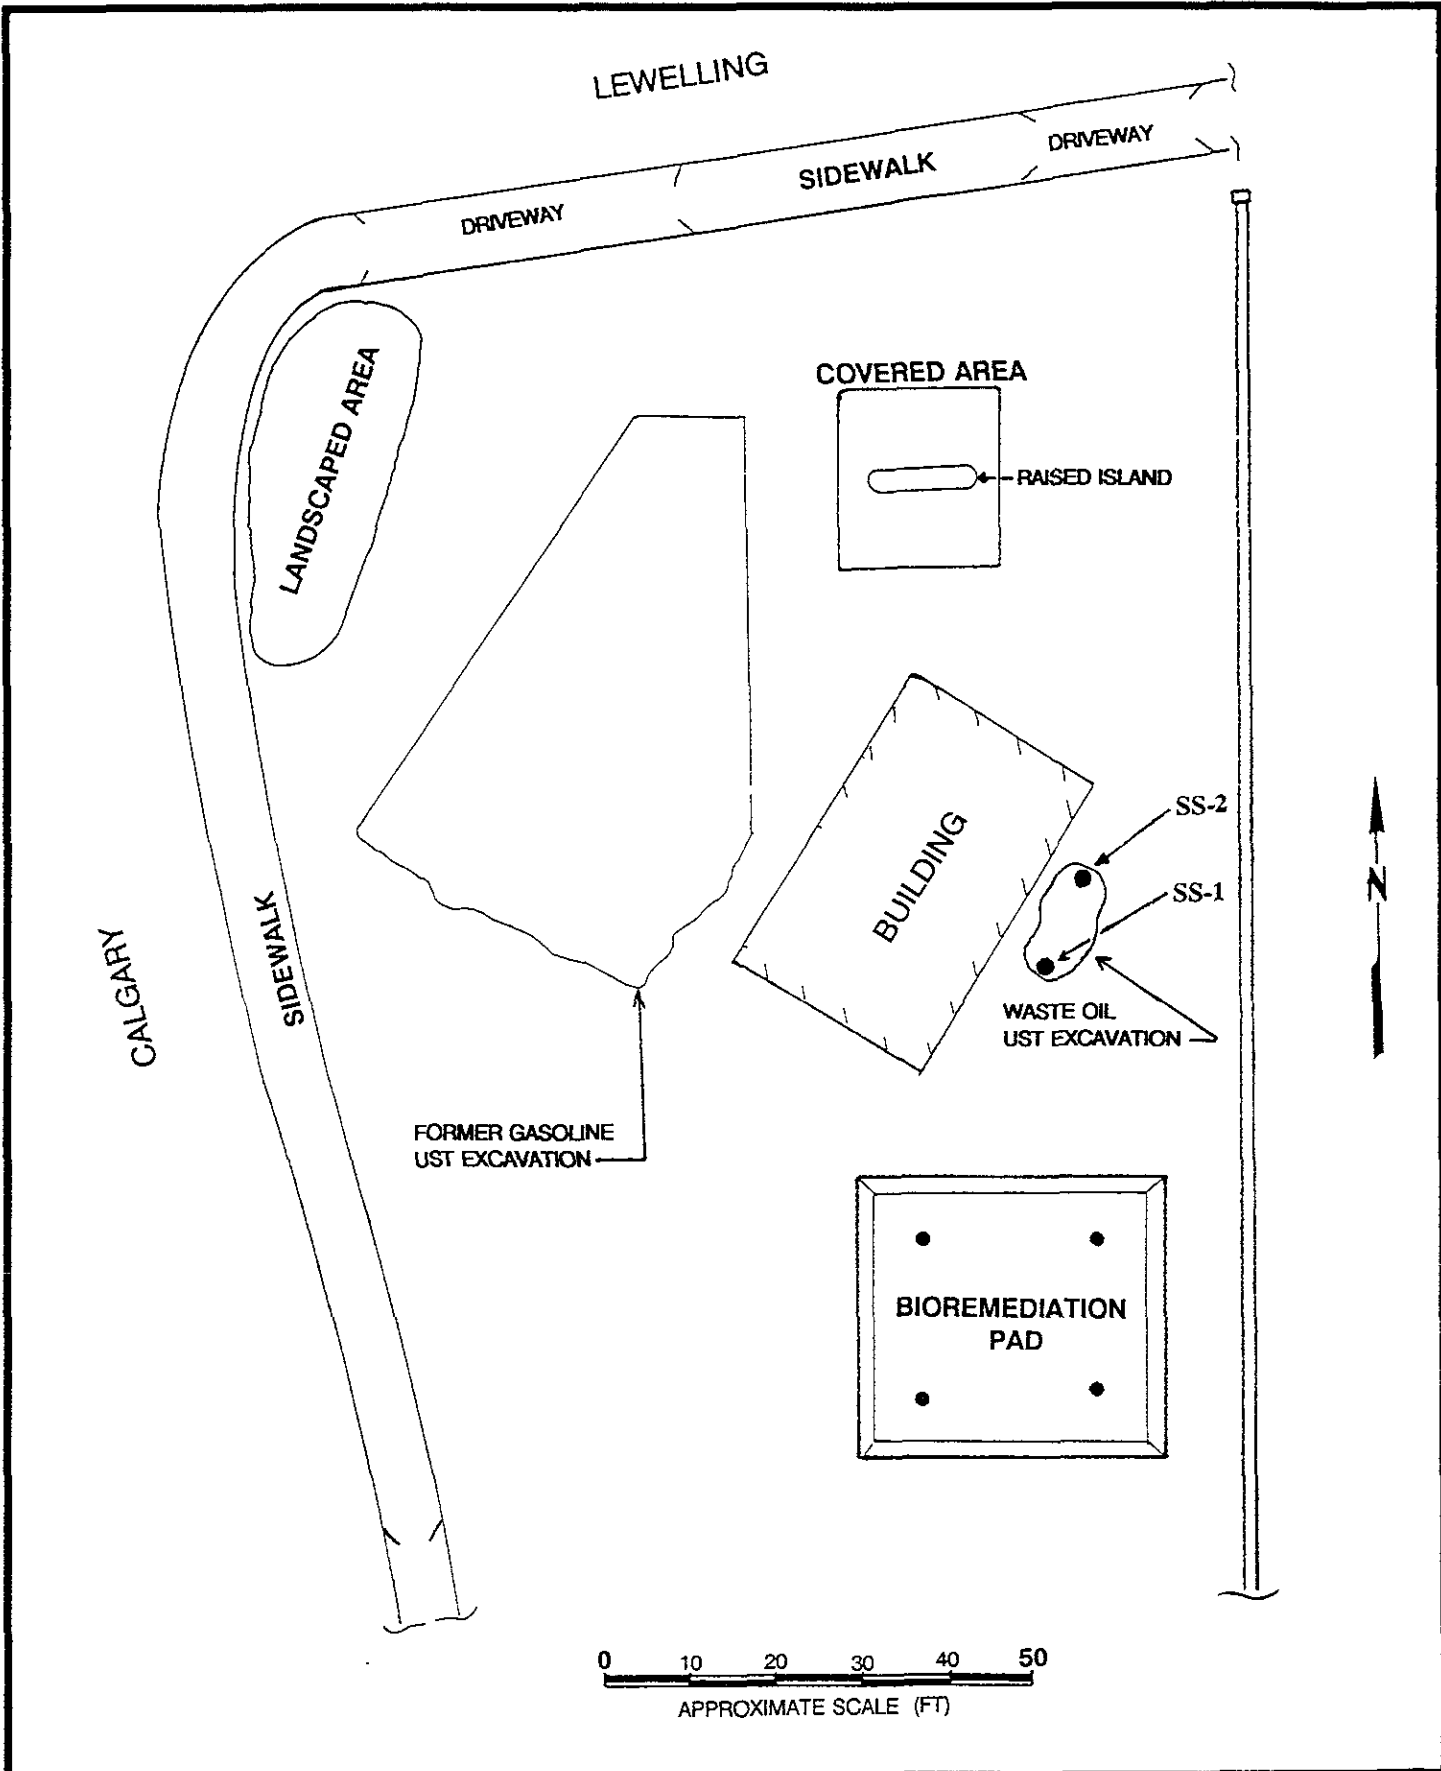 LEWELLING
DRIVEWAY
SIDEWALK
DRIVEWAY
LANDSCAPED AREA
COVERED AREA
RAISED ISLAND
SS-2
SS-1
BUILDING
N
CALGARY
SIDEWALK
WASTE OIL
UST EXCAVATION
FORMER GASOLINE
UST EXCAVATION
BIOREMEDIATION
PAD
0 10 20 30 40 50
APPROXIMATE SCALE (FT)